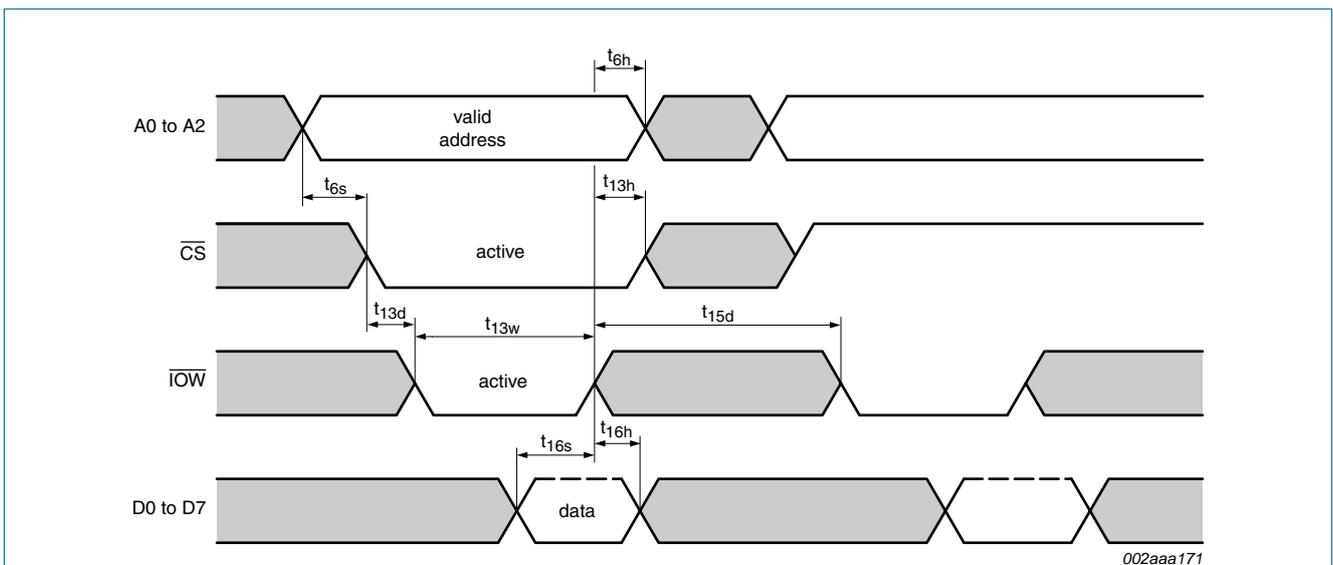 t6h
A0 to A2
valid
address
t6s
t13h
CS
active
t13d
t13w
t15d
IOW
active
t16s
t16h
D0 to D7
data
002aaa171